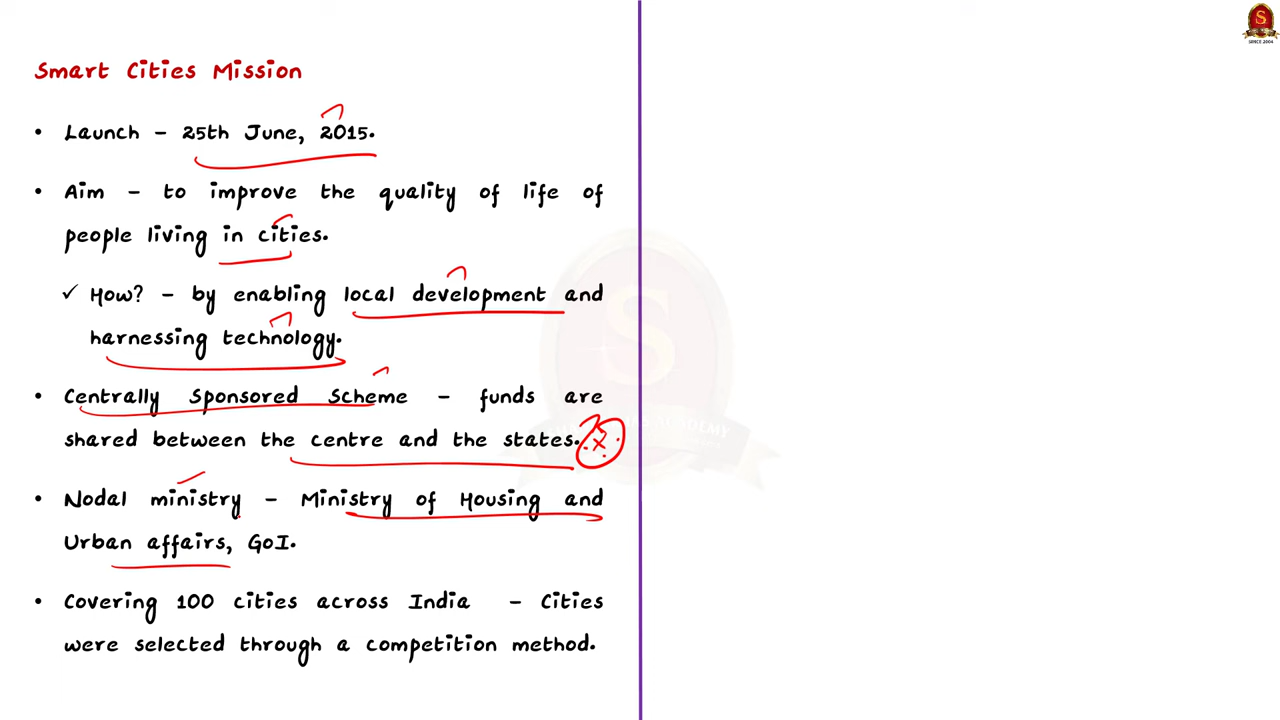 Smart Cities Mission
• Launch – 25th June, 2015.
• Aim – to improve the quality of life of
people living in cities.
✓ How? – by enabling local development and
harnessing technology.
• Centrally Sponsored Scheme – funds are
shared between the centre and the states.
• Nodal ministry – Ministry of Housing and
Urban affairs, GoI.
• Covering 100 cities across India – Cities
were selected through a competition method.
S
SINCE 2004